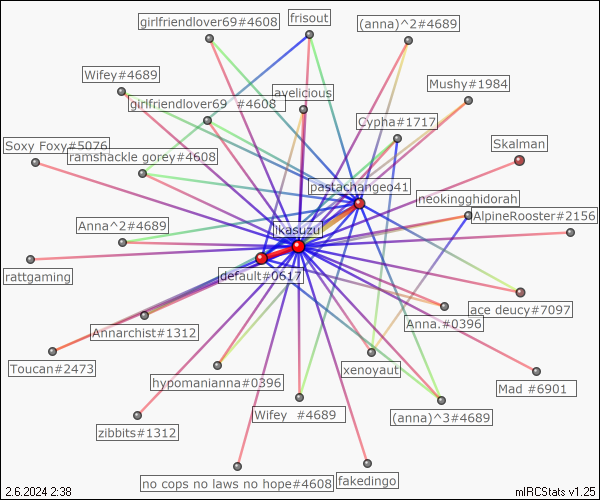 girlfriendlover69#4608
frisout
(anna)^2#4689
Wifey#4689
Mushy#1984
avelicious
girlfriendlover69  #4608
Cypha#1717
Soxy Foxy#5076
Skalman
ramshackle gorey#4608
pastachangeo41
neokingghidorah
AlpineRooster#2156
Anna^2#4689
likasuzu
rattgaming
default#0617
ace deucy#7097
Annarchist#1312
Anna.#0396
Toucan#2473
xenoyaut
hypomanianna#0396
Mad #6901
Wifey  #4689
(anna)^3#4689
zibbits#1312
no cops no laws no hope#4608
fakedingo
2.6.2024 2:38
mIRCStats v1.25